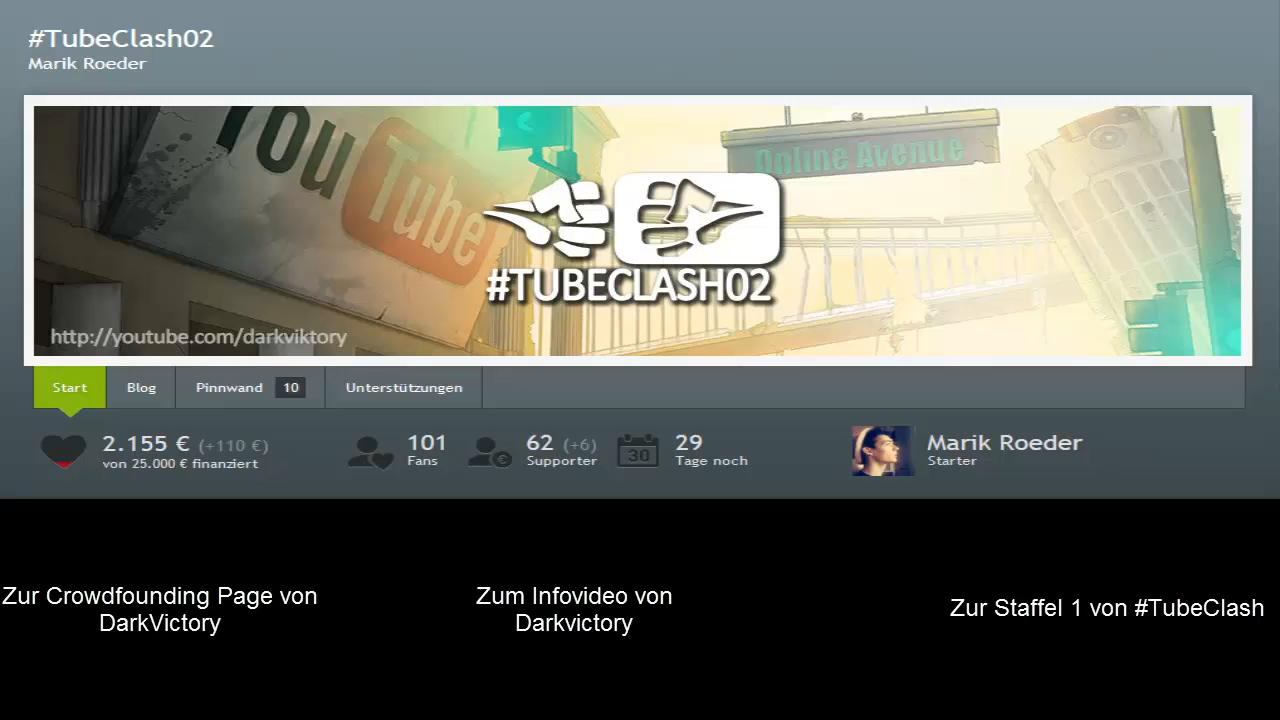 #TubeClash02
Marik Roeder
You
Tube
Online Avenue
#TUBECLASH02
http://youtube.com/darkviktory
Start Blog Pinnwand 10 Unterstützungen
2.155 € (+110 €) 101 62 (+6) 29 Marik Roeder
von 25.000 € finanziert Fans Supporter 30 Tage noch Starter
Zur Crowdfounding Page von
DarkVictory
Zum Infovideo von
Darkvictory
Zur Staffel 1 von #TubeClash